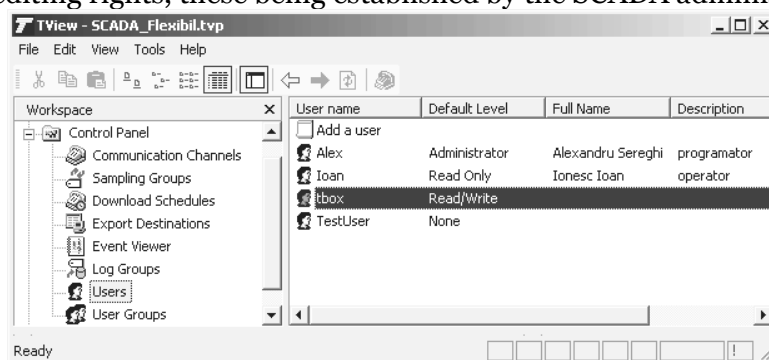 editing rights, these being established by the SCADA admin
TView - SCADA_Flexibil.tvp
File Edit View Tools Help
Workspace
Control Panel
Communication Channels
Sampling Groups
Download Schedules
Export Destinations
Event Viewer
Log Groups
Users
User Groups
User name Default Level Full Name Description
Add a user
Alex Administrator Alexandru Sereghi programator
Ioan Read Only Ionesc Ioan operator
tbox Read/Write
TestUser None
Ready